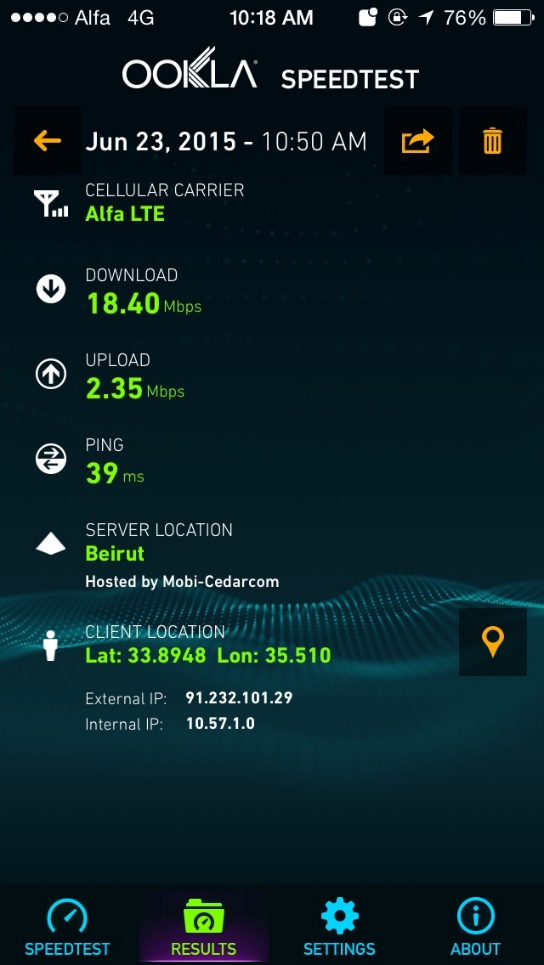 Alfa 4G 10:18 AM 76%
OOKLA SPEEDTEST
Jun 23, 2015 - 10:50 AM
CELLULAR CARRIER
Alfa LTE
DOWNLOAD
18.40 Mbps
UPLOAD
2.35 Mbps
PING
39 ms
SERVER LOCATION
Beirut
Hosted by Mobi-Cedarcom
CLIENT LOCATION
Lat: 33.8948 Lon: 35.510
External IP: 91.232.101.29
Internal IP: 10.57.1.0
SPEEDTEST RESULTS SETTINGS ABOUT